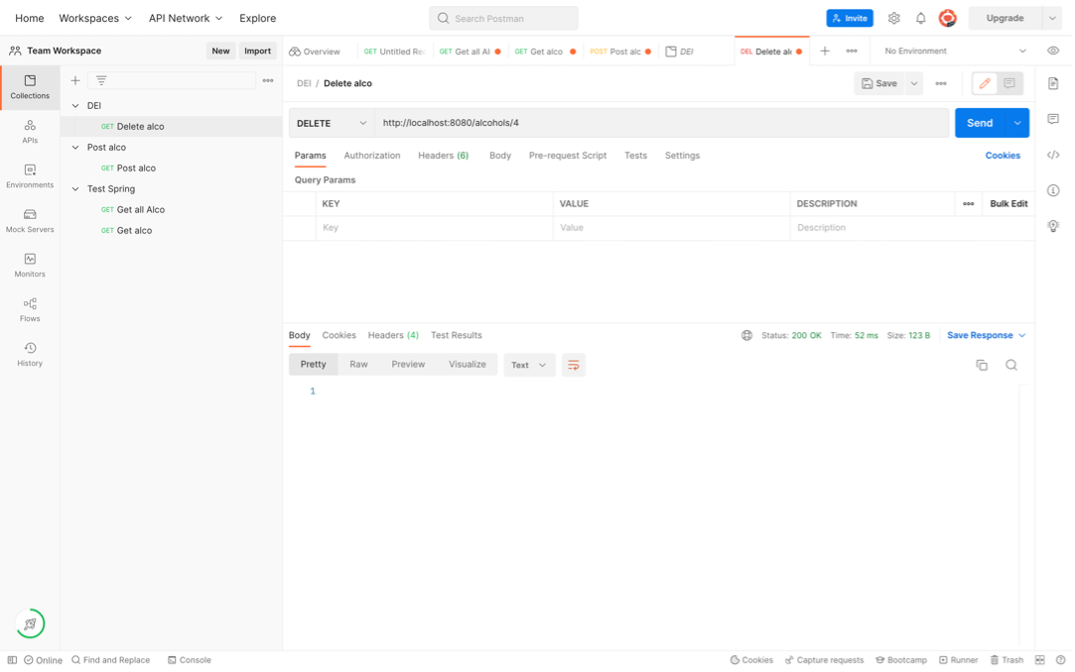 Home Workspaces API Network Explore Search Postman Invite Upgrade
Team Workspace New Import Overview GET Untitled Re GET Get all Al GET Get alco POST Post alc DEI DEL Delete al No Environment
Collections
DEI
GET Delete alco
Post alco
GET Post alco
Test Spring
GET Get all Alco
GET Get alco
APIs
Environments
Mock Servers
Monitors
Flows
History
DEI / Delete alco Save
DELETE http://localhost:8080/alcohols/4 Send
Params Authorization Headers (6) Body Pre-request Script Tests Settings Cookies
Query Params
KEY VALUE DESCRIPTION Bulk Edit
Key Value Description
Body Cookies Headers (4) Test Results Status: 200 OK Time: 52 ms Size: 123 B Save Response
Pretty Raw Preview Visualize Text
1
Online Find and Replace Console Cookies Capture requests Bootcamp Runner Trash